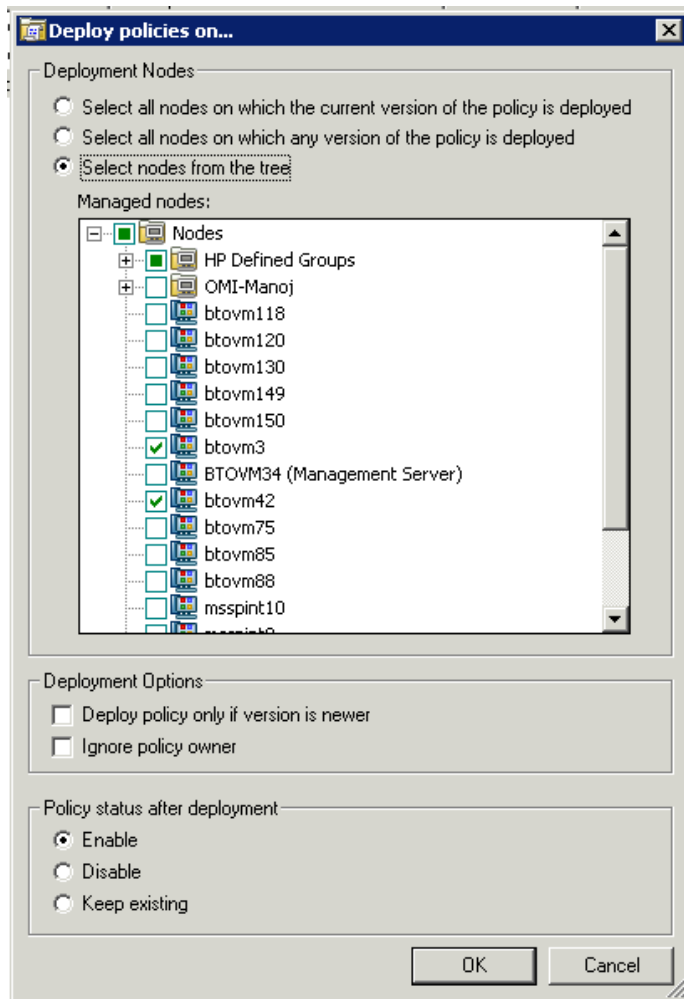 Deploy policies on...
Deployment Nodes
Select all nodes on which the current version of the policy is deployed
Select all nodes on which any version of the policy is deployed
Select nodes from the tree
Managed nodes:
Nodes
HP Defined Groups
OMI-Manoj
btovm118
btovm120
btovm130
btovm149
btovm150
btovm3
BTOVM34 (Management Server)
btovm42
btovm75
btovm85
btovm88
msspint10
Deployment Options
Deploy policy only if version is newer
Ignore policy owner
Policy status after deployment
Enable
Disable
Keep existing
OK
Cancel